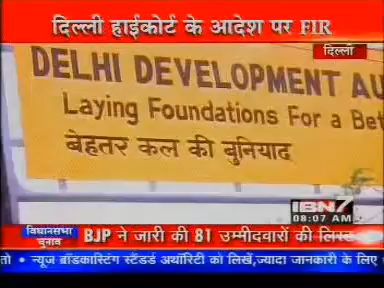 दिल्ली हाईकोर्ट के आदेश पर FIR
दिल्ली
DELHI DEVELOPMENT AU
Laying Foundations For a Bet
बेहतर कल की बुनियाद
IBN7
08:07 AM
विधानसभा चुनाव
BJP ने जारी की 81 उम्मीदवारों की लिस्ट
तो • न्यूज ब्रॉडकास्टिंग स्टैंडर्ड अथॉरिटी को लिखें,ज्यादा जानकारी के लिए